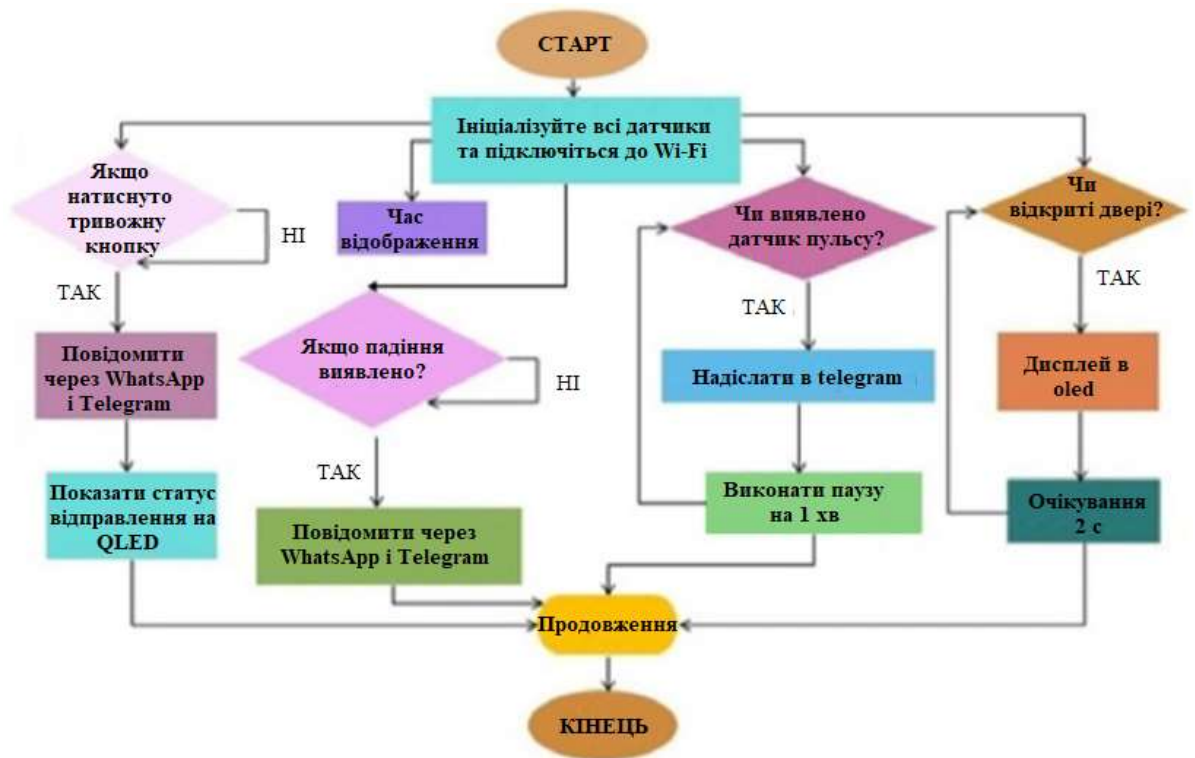 СТАРТ
Ініціалізуйте всі датчики
та підключіться до Wi-Fi
Якщо
натиснуто
тривожну
кнопку
НІ
Час
відображення
Чи виявлено
датчик пульсу?
Чи
відкриті двері?
ТАК
ТАК
ТАК
Повідомити
через WhatsApp
і Telegram
Якщо падіння
виявлено?
НІ
Надіслати в telegram
Дисплей в
oled
ТАК
Показати статус
відправлення на
QLED
Повідомити через
WhatsApp і Telegram
Виконати паузу
на 1 хв
Очікування
2 с
Продовження
КІНЕЦЬ